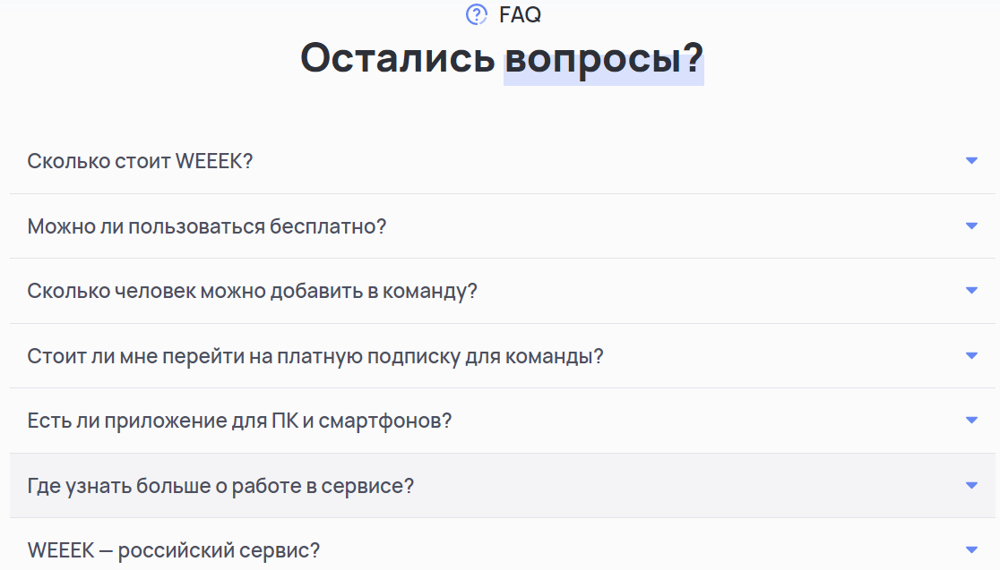 FAQ
Остались вопросы?
Сколько стоит WEEEK?
Можно ли пользоваться бесплатно?
Сколько человек можно добавить в команду?
Стоит ли мне перейти на платную подписку для команды?
Есть ли приложение для ПК и смартфонов?
Где узнать больше о работе в сервисе?
WEEEK — российский сервис?